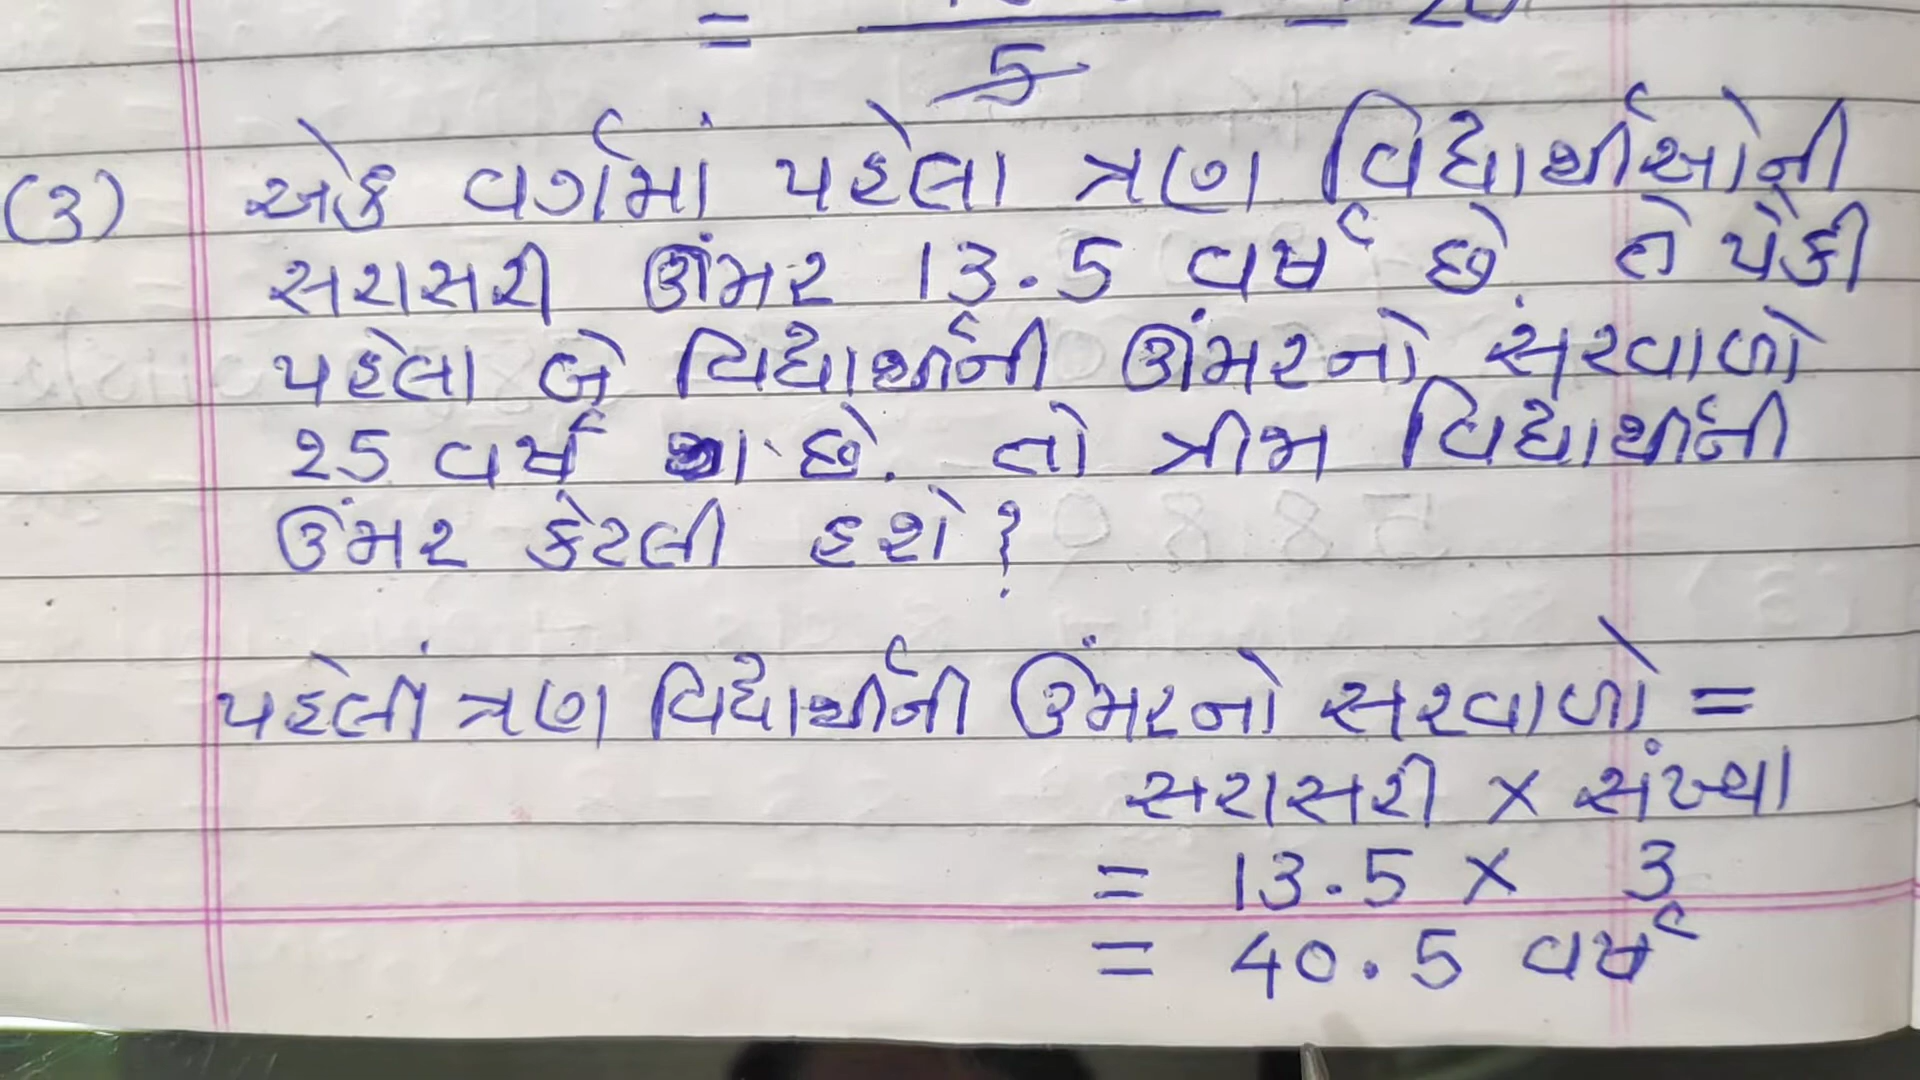 = 5
(3) એક વર્ગમાં પહેલા ત્રણ વિદ્યાર્થીઓની
સરાસરી ઊંમર 13.5 વર્ષ છે. તે પૈકી
પહેલા બે વિદ્યાર્થીની ઊંમરનો સંરવાળો
25 વર્ષ છે. તો ત્રીજા વિદ્યાર્થીની
ઉંમર કેટલી હશે?
પહેલાં ત્રણ વિદ્યાર્થીની ઉંમરનો સરવાળો =
સરાસરી × સંખ્યા
= 13.5 × 3
= 40.5 વર્ષ